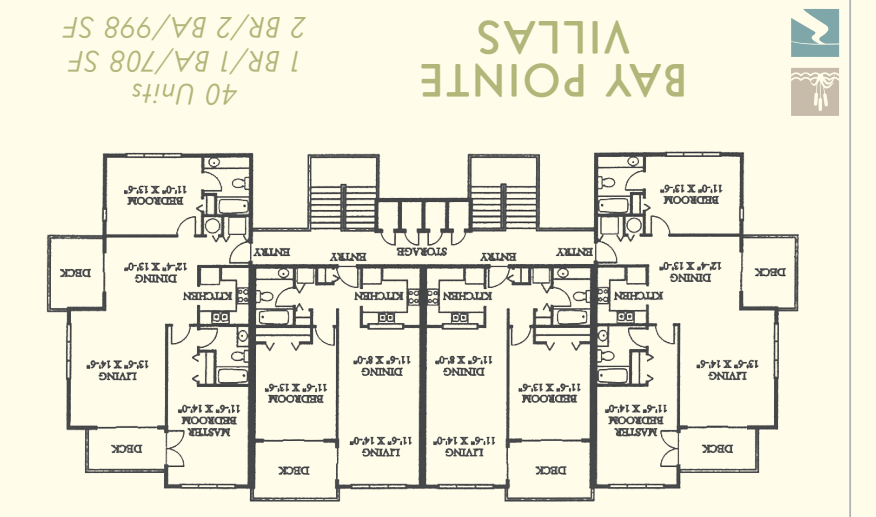 DECK
DECK
DECK
LIVING
11'-6" X 14'-0"
LIVING
11'-6" X 14'-0"
DECK
MASTER
BEDROOM
11'-6" X 14'-0"
MASTER
BEDROOM
11'-6" X 14'-0"
BEDROOM
11'-6" X 13'-6"
BEDROOM
11'-6" X 13'-6"
LIVING
13'-6" X 14'-6"
DINING
11'-6" X 8'-0"
DINING
11'-6" X 8'-0"
LIVING
13'-6" X 14'-6"
KITCHEN
KITCHEN
KITCHEN
KITCHEN
DECK
DINING
12'-4" X 13'-0"
DINING
12'-4" X 13'-0"
DECK
ENTRY
ENTRY
STORAGE
ENTRY
ENTRY
BEDROOM
11'-0" X 13'-6"
BEDROOM
11'-0" X 13'-6"
BAY POINTE
VILLAS
40 Units
1 BR/1 BA/708 SF
2 BR/2 BA/998 SF